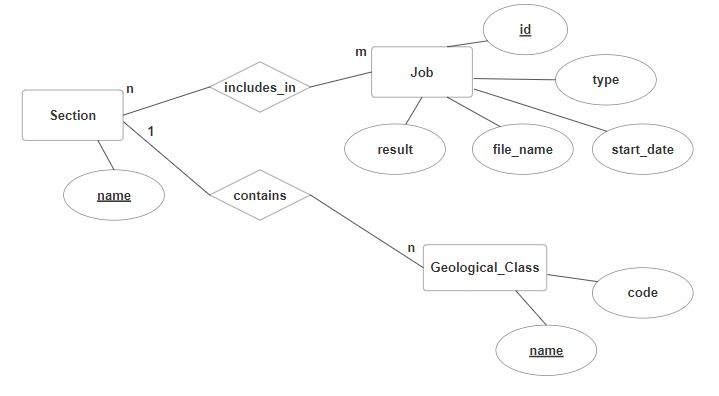 id
m
Job
n
includes_in
type
Section
1
result
file_name
start_date
name
contains
n
Geological_Class
code
name